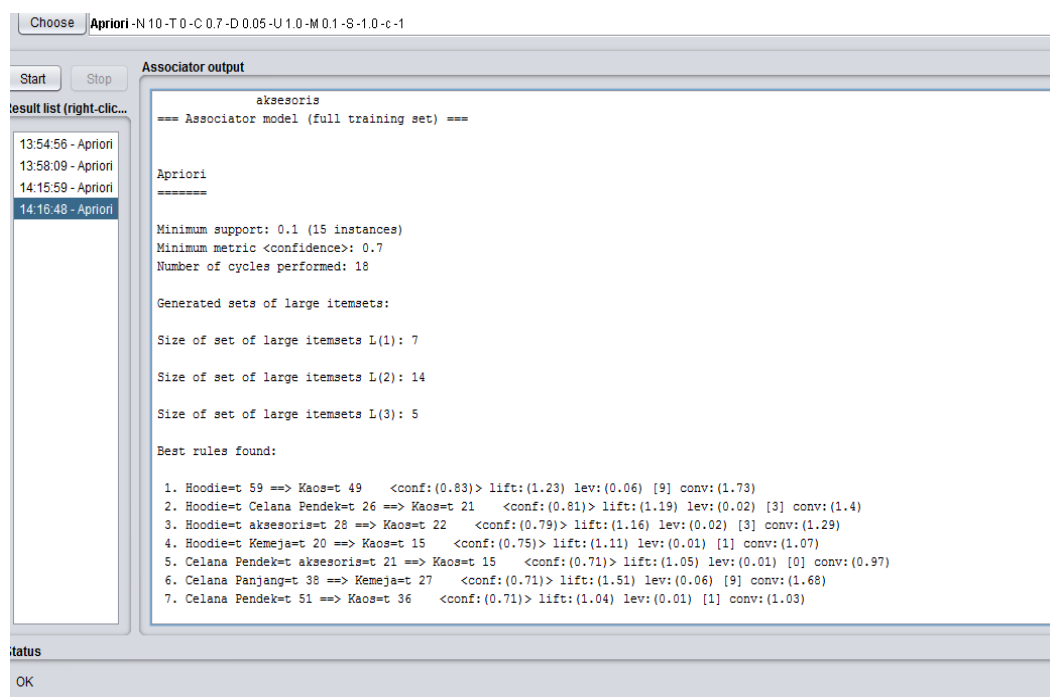 Choose Apriori -N 10 -T 0 -C 0.7 -D 0.05 -U 1.0 -M 0.1 -S -1.0 -c -1
Start Stop
Result list (right-clic...
13:54:56 - Apriori
13:58:09 - Apriori
14:15:59 - Apriori
14:16:48 - Apriori
Associator output
aksesoris
=== Associator model (full training set) ===
Apriori
=======
Minimum support: 0.1 (15 instances)
Minimum metric <confidence>: 0.7
Number of cycles performed: 18
Generated sets of large itemsets:
Size of set of large itemsets L(1): 7
Size of set of large itemsets L(2): 14
Size of set of large itemsets L(3): 5
Best rules found:
1. Hoodie=t 59 ==> Kaos=t 49 <conf:(0.83)> lift:(1.23) lev:(0.06) [9] conv:(1.73)
2. Hoodie=t Celana Pendek=t 26 ==> Kaos=t 21 <conf:(0.81)> lift:(1.19) lev:(0.02) [3] conv:(1.4)
3. Hoodie=t aksesoris=t 28 ==> Kaos=t 22 <conf:(0.79)> lift:(1.16) lev:(0.02) [3] conv:(1.29)
4. Hoodie=t Kemeja=t 20 ==> Kaos=t 15 <conf:(0.75)> lift:(1.11) lev:(0.01) [1] conv:(1.07)
5. Celana Pendek=t aksesoris=t 21 ==> Kaos=t 15 <conf:(0.71)> lift:(1.05) lev:(0.01) [0] conv:(0.97)
6. Celana Panjang=t 38 ==> Kemeja=t 27 <conf:(0.71)> lift:(1.51) lev:(0.06) [9] conv:(1.68)
7. Celana Pendek=t 51 ==> Kaos=t 36 <conf:(0.71)> lift:(1.04) lev:(0.01) [1] conv:(1.03)
Status
OK